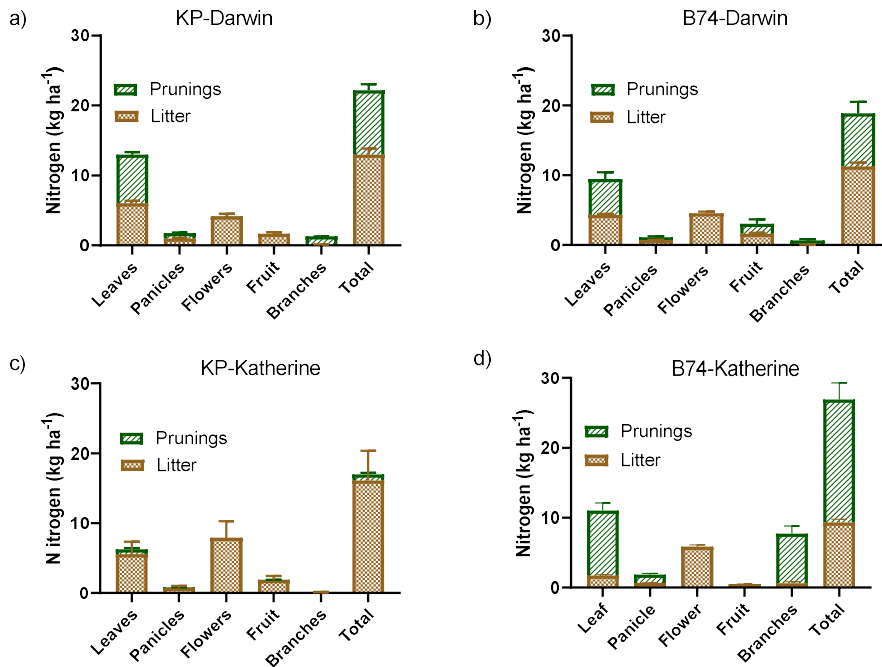 a)
KP-Darwin
30
20
10
0
Nitrogen (kg ha-1)
Prunings
Litter
Leaves
Panicles
Flowers
Fruit
Branches
Total
b)
B74-Darwin
30
20
10
0
Nitrogen (kg ha-1)
Prunings
Litter
Leaves
Panicles
Flowers
Fruit
Branches
Total
c)
KP-Katherine
30
20
10
0
N itrogen (kg ha-1)
Prunings
Litter
Leaves
Panicles
Flowers
Fruit
Branches
Total
d)
B74-Katherine
30
20
10
0
Nitrogen (kg ha-1)
Prunings
Litter
Leaf
Panicle
Flower
Fruit
Branches
Total